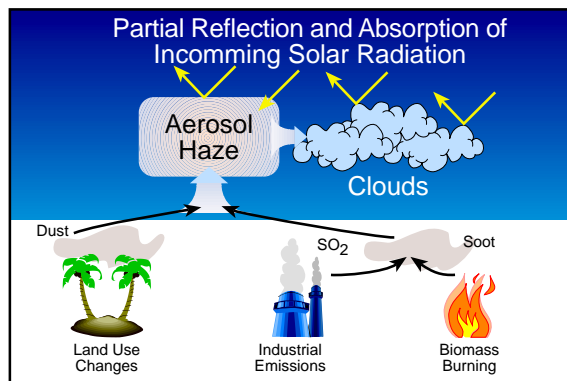 Partial Reflection and Absorption of
Incomming Solar Radiation
Aerosol
Haze
Clouds
Dust
SO₂
Soot
Land Use
Changes
Industrial
Emissions
Biomass
Burning